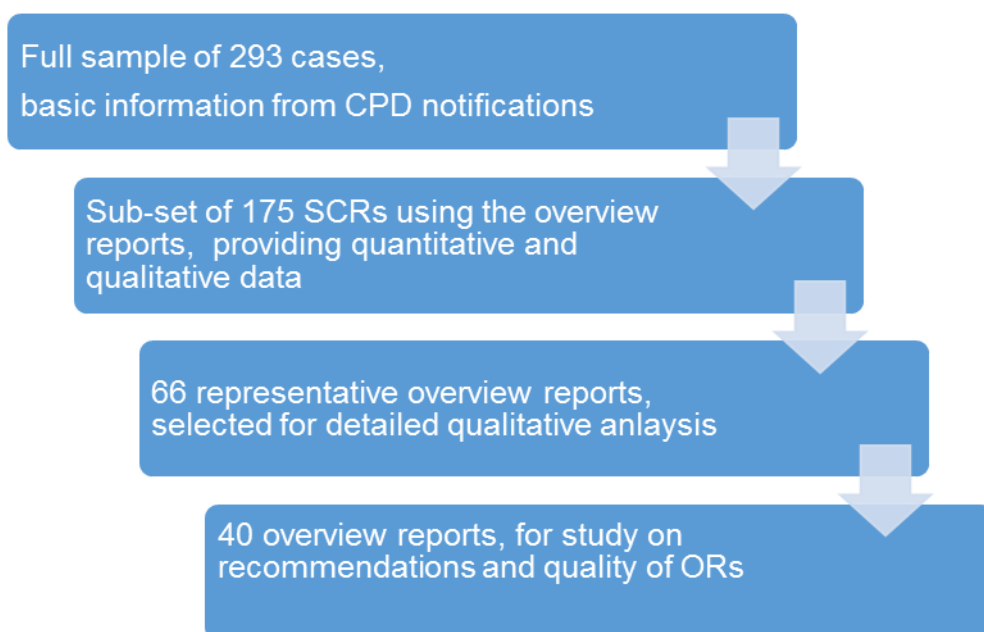 Full sample of 293 cases,
basic information from CPD notifications
Sub-set of 175 SCRs using the overview
reports,  providing quantitative and
qualitative data
66 representative overview reports,
selected for detailed qualitative anlaysis
40 overview reports, for study on
recommendations and quality of ORs